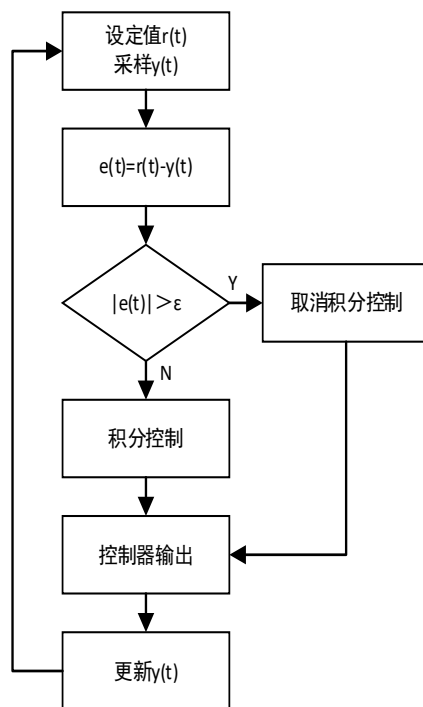 设定值r(t)
采样y(t)
e(t)=r(t)-y(t)
|e(t)|>ε
Y
取消积分控制
N
积分控制
控制器输出
更新y(t)